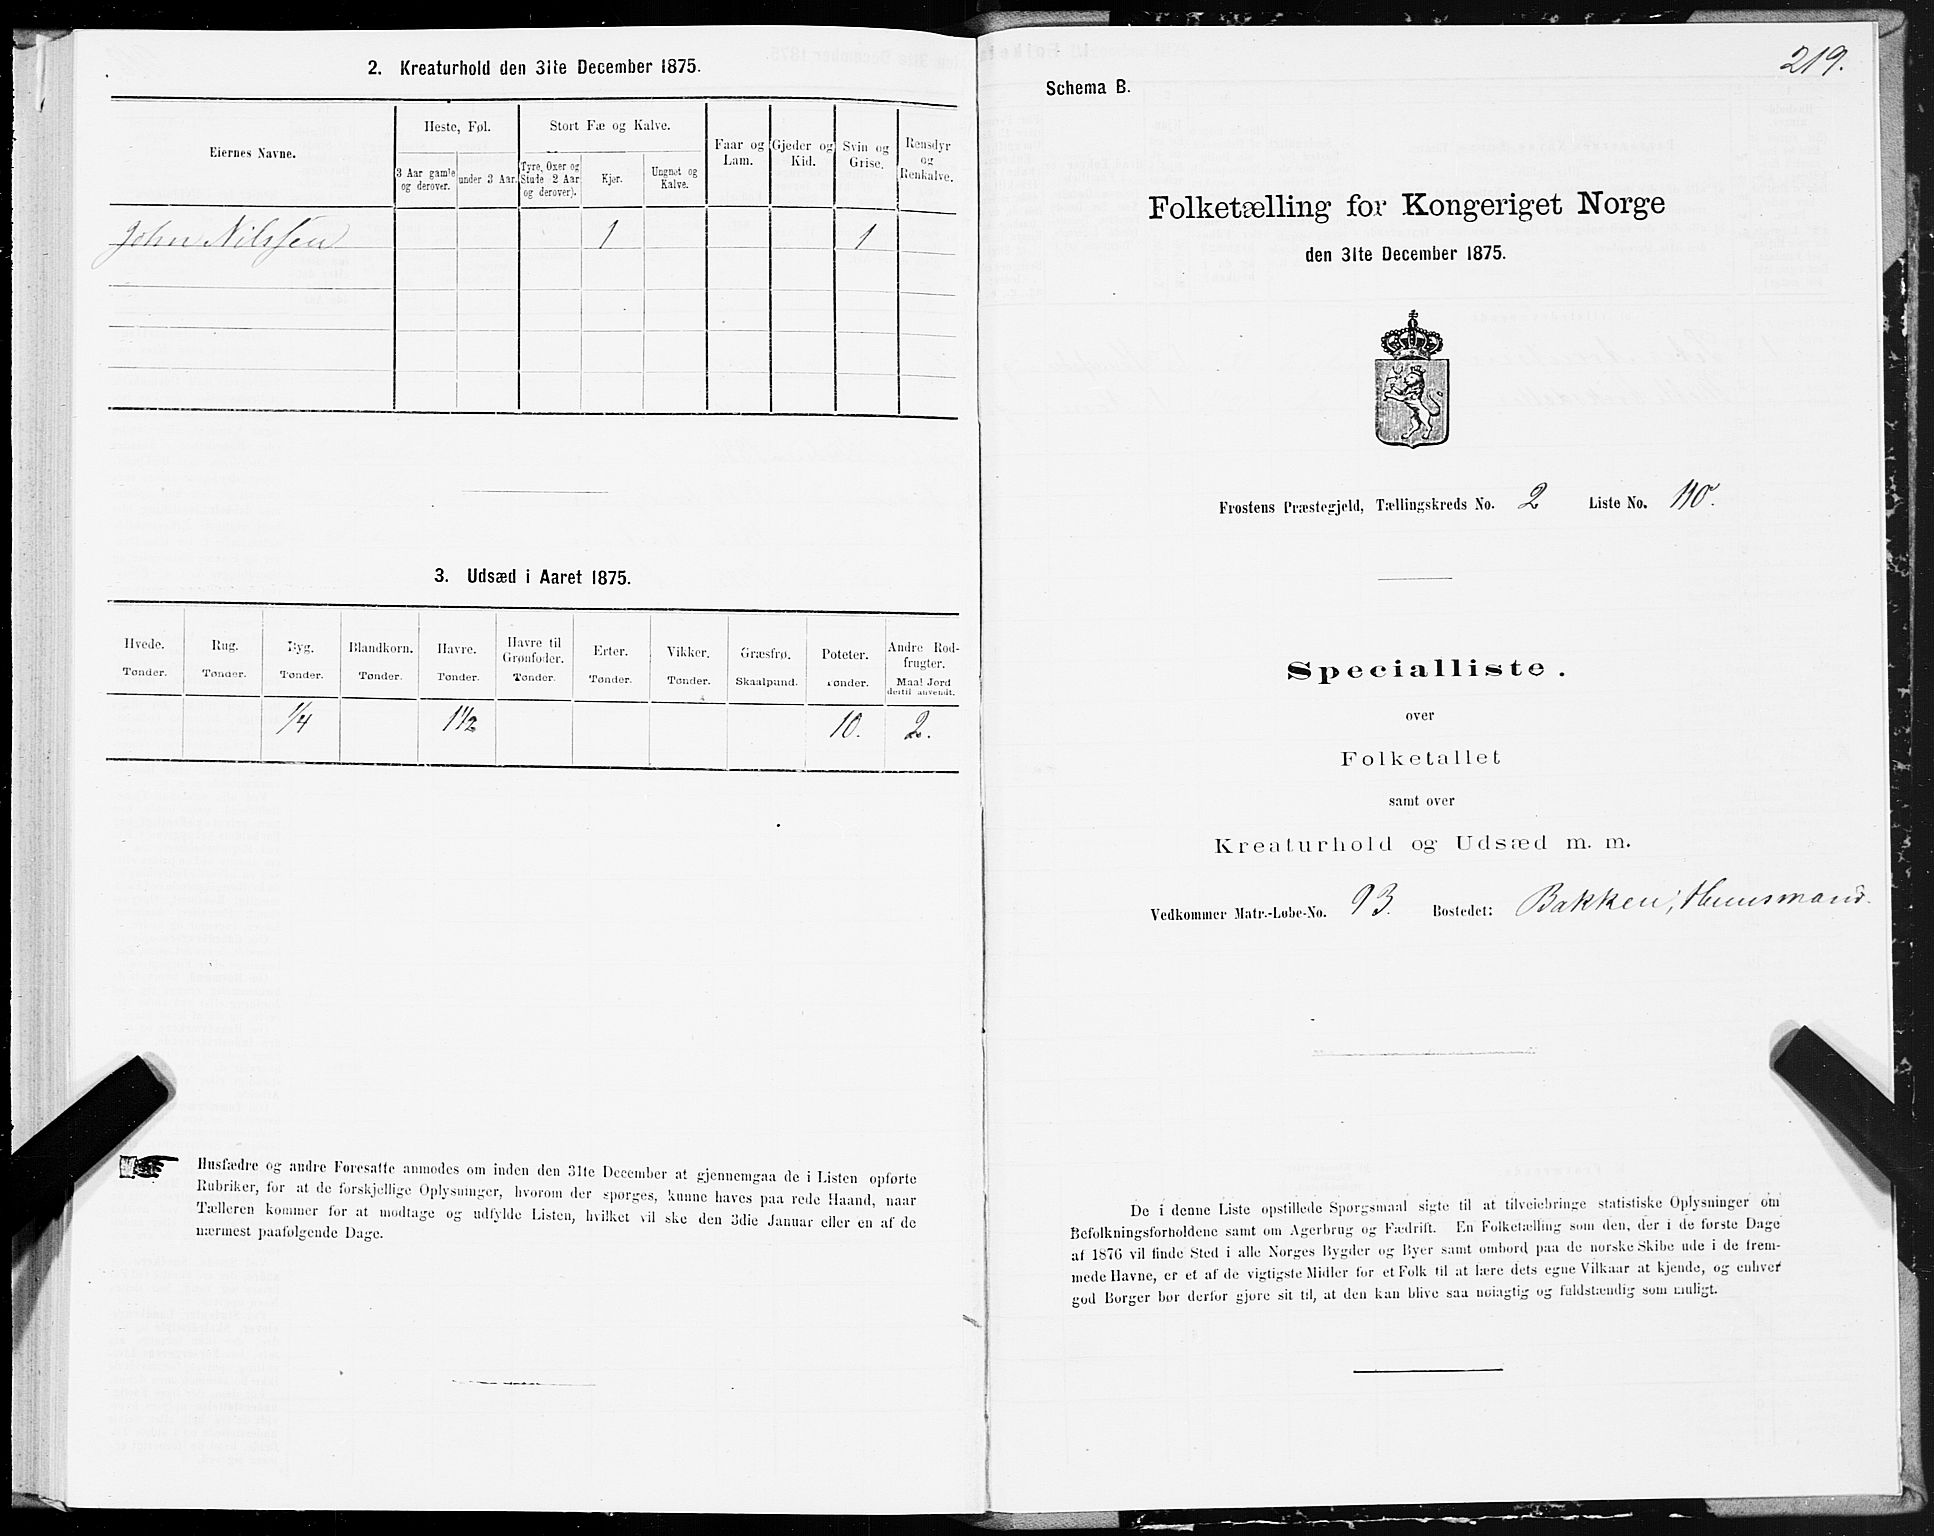 2. Kreaturhold den 31te December 1875.
Eiernes Navne.
Heste, Føl.
Stort Fæ og Kalve.
Faar og Lam.
Gjeder og Kid.
Svin og Grise.
Rensdyr og Renkalve.
3 Aar gamle og derover.
under 3 Aar.
Tyre, Oxer og Stude 2 Aar og derover).
Kjør.
Ungnøt og Kalve.
John Nilssen 1 1
3. Udsæd i Aaret 1875.
Hvede. Tønder.
Rug. Tønder.
Byg. Tønder.
Blandkorn. Tønder.
Havre. Tønder.
Havre til Grønfoder. Tønder.
Erter. Tønder.
Vikker. Tønder.
Græsfrø. Skaalpund.
Poteter. Tønder.
Andre Rodfrugter. Maal Jord dertil anvendt.
1/4 1 1/2 10. 2.
Husfædre og andre Foresatte anmodes om inden den 31te December at gjennemgaa de i Listen opførte
Rubriker, for at de forskjellige Oplysninger, hvorom der spørges, kunne haves paa rede Haand, naar
Tælleren kommer for at modtage og udfylde Listen, hvilket vil ske den 3die Januar eller en af de
nærmest paafølgende Dage.
219.
Schema B.
Folketælling for Kongeriget Norge
den 31te December 1875.
Frostens Præstegjeld, Tællingskreds No. 2 Liste No. 110.
Specialliste.
over
Folketallet
samt over
Kreaturhold og Udsæd m. m.
Vedkommer Matr.-Løbe-No. 93. Bostedet: Bakken, Huusmand.
De i denne Liste opstillede Spørgsmaal sigte til at tilveiebringe statistiske Oplysninger om
Befolkningsforholdene samt om Agerbrug og Fædrift. En Folketælling som den, der i de første Dage
af 1876 vil finde Sted i alle Norges Bygder og Byer samt ombord paa de norske Skibe ude i de frem-
mede Havne, er et af de vigtigste Midler for et Folk til at lære dets egne Vilkaar at kjende, og enhver
god Borger bør derfor gjøre sit til, at den kan blive saa nøiagtig og fuldstændig som muligt.